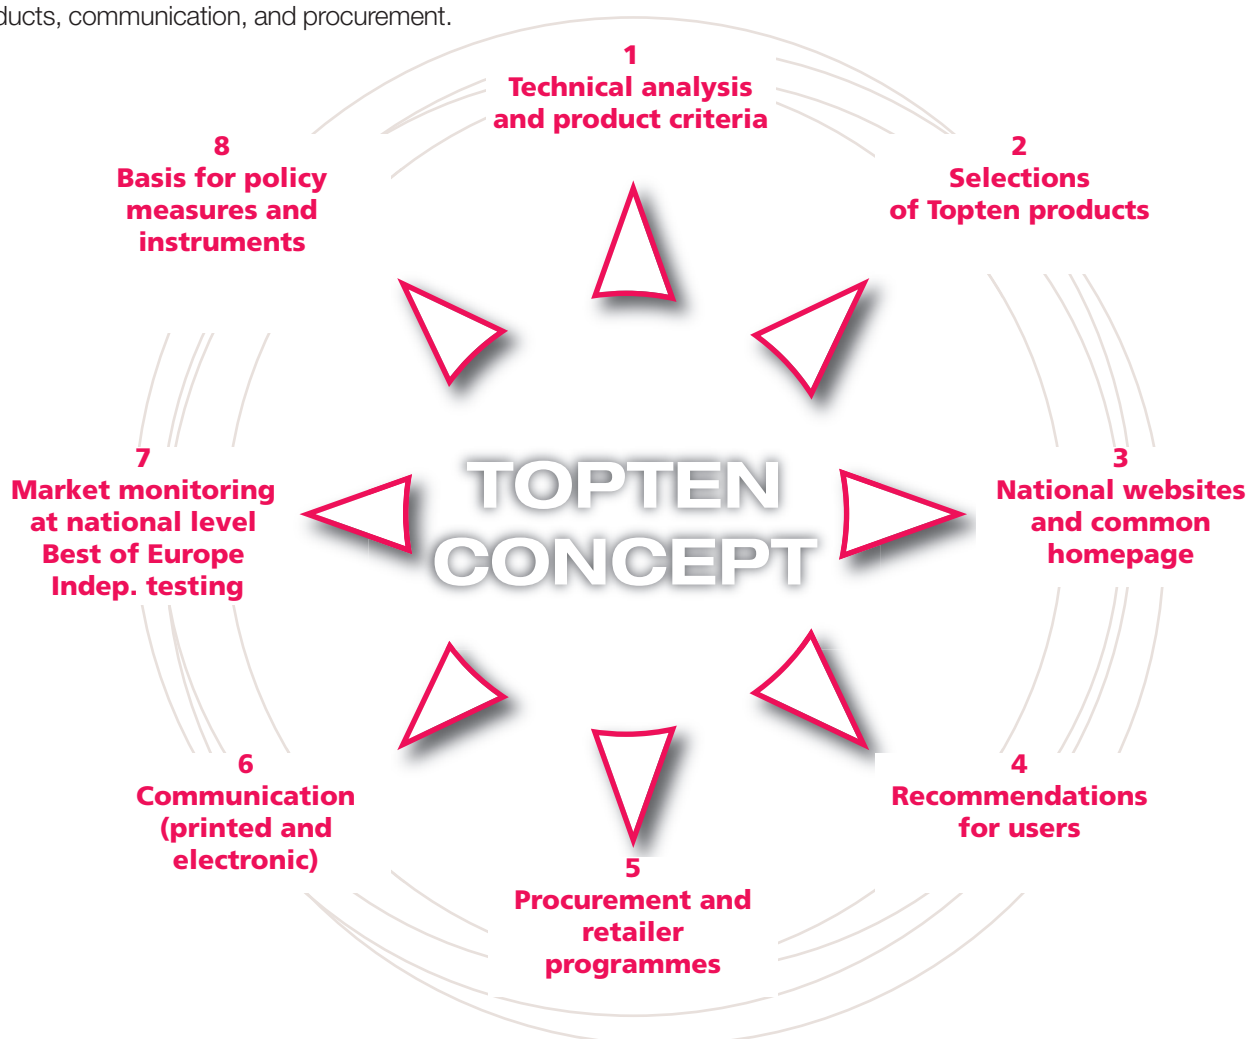 ducts, communication, and procurement.
1
Technical analysis
and product criteria
2
Selections
of Topten products
3
National websites
and common
homepage
4
Recommendations
for users
5
Procurement and
retailer
programmes
6
Communication
(printed and
electronic)
7
Market monitoring
at national level
Best of Europe
Indep. testing
8
Basis for policy
measures and
instruments
TOPTEN
CONCEPT